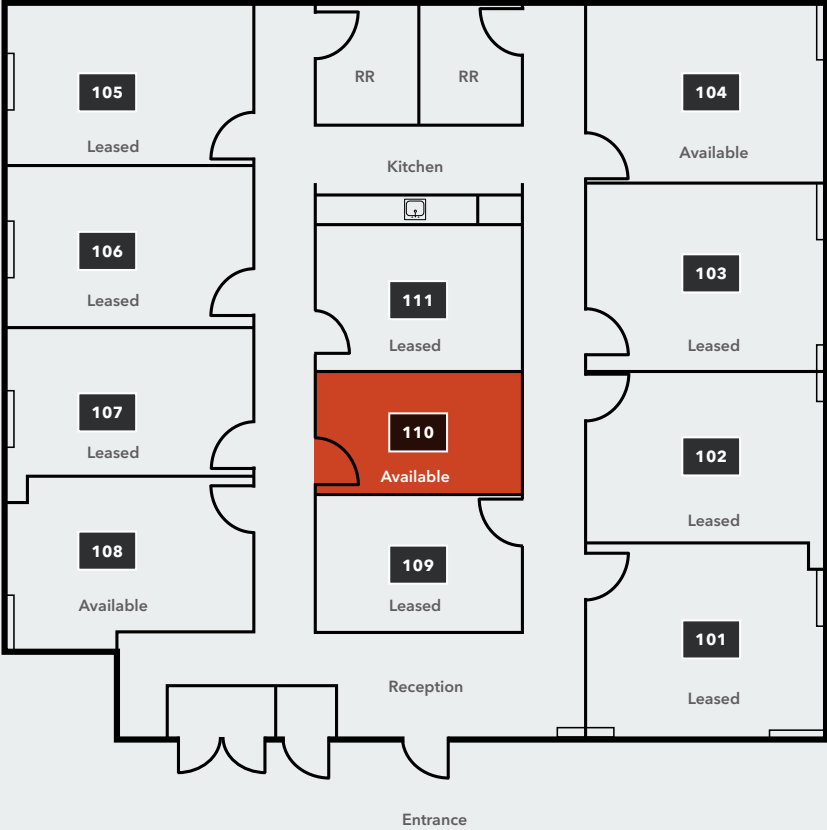 RR
RR
105
Leased
104
Available
Kitchen
106
Leased
103
Leased
111
Leased
107
Leased
110
Available
102
Leased
108
Available
109
Leased
101
Leased
Reception
Entrance